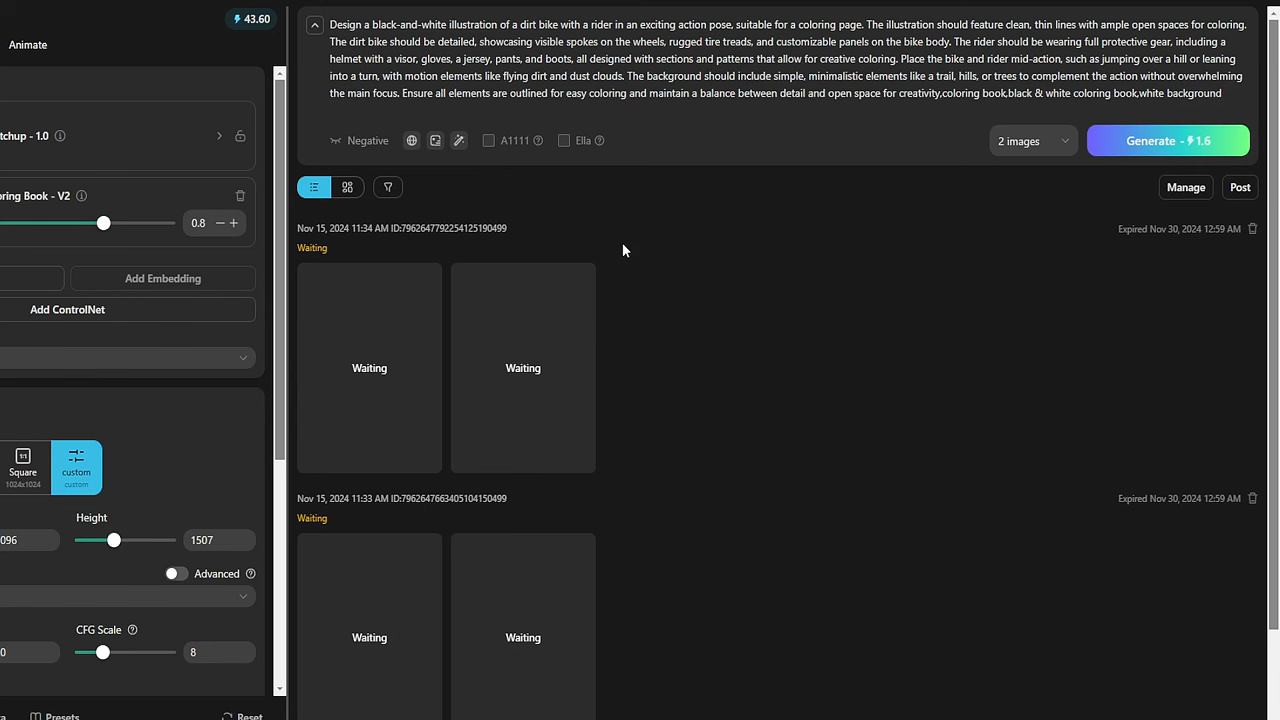 43.60
Animate
tchup - 1.0
ring Book - V2
0.8
Add Embedding
Add ControlNet
1:1
Square
1024x1024
custom
custom
Height
096
1507
Advanced
CFG Scale
0
8
Presets
Reset
Design a black-and-white illustration of a dirt bike with a rider in an exciting action pose, suitable for a coloring page. The illustration should feature clean, thin lines with ample open spaces for coloring.
The dirt bike should be detailed, showcasing visible spokes on the wheels, rugged tire treads, and customizable panels on the bike body. The rider should be wearing full protective gear, including a
helmet with a visor, gloves, a jersey, pants, and boots, all designed with sections and patterns that allow for creative coloring. Place the bike and rider mid-action, such as jumping over a hill or leaning
into a turn, with motion elements like flying dirt and dust clouds. The background should include simple, minimalistic elements like a trail, hills, or trees to complement the action without overwhelming
the main focus. Ensure all elements are outlined for easy coloring and maintain a balance between detail and open space for creativity,coloring book,black & white coloring book,white background
Negative
A1111
Ella
2 images
Generate - 1.6
Manage
Post
Nov 15, 2024 11:34 AM ID:796264779225412519​0499
Expired Nov 30, 2024 12:59 AM
Waiting
Waiting
Waiting
Nov 15, 2024 11:33 AM ID:796264766340510415​0499
Expired Nov 30, 2024 12:59 AM
Waiting
Waiting
Waiting